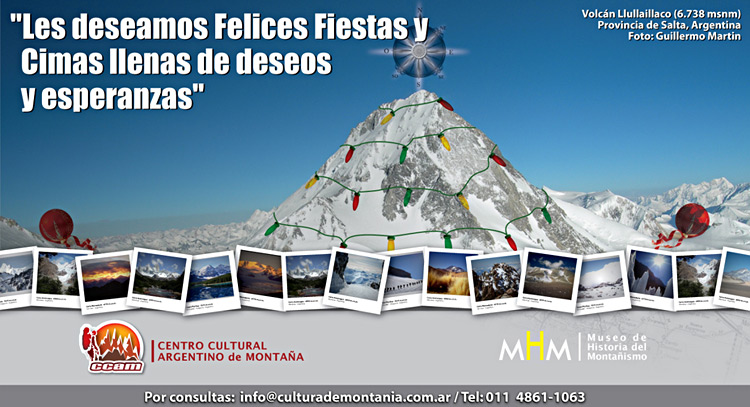 "Les deseamos Felices Fiestas y
Cimas llenas de deseos
y esperanzas"
Volcán Llullaillaco (6.738 msnm)
Provincia de Salta, Argentina
Foto: Guillermo Martin
ccam
CENTRO CULTURAL
ARGENTINO de MONTAÑA
MHM
Museo de
Historia del
Montañismo
Por consultas: info@culturademontania.com.ar / Tel: 011 4861-1063